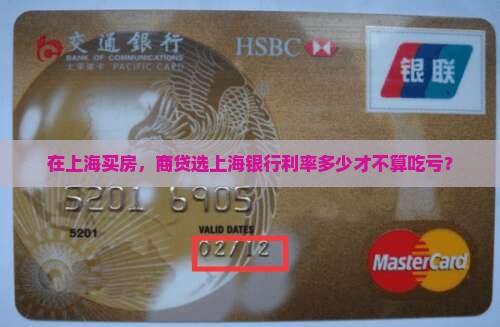 交通銀行 HSBC
BANK OF COMMUNICATIONS
太平洋卡 PACIFIC CARD
银联
在上海买房，商贷选上海银行利率多少才不算吃亏？
5201 6905
5201
VALID DATES
02/12
MasterCard